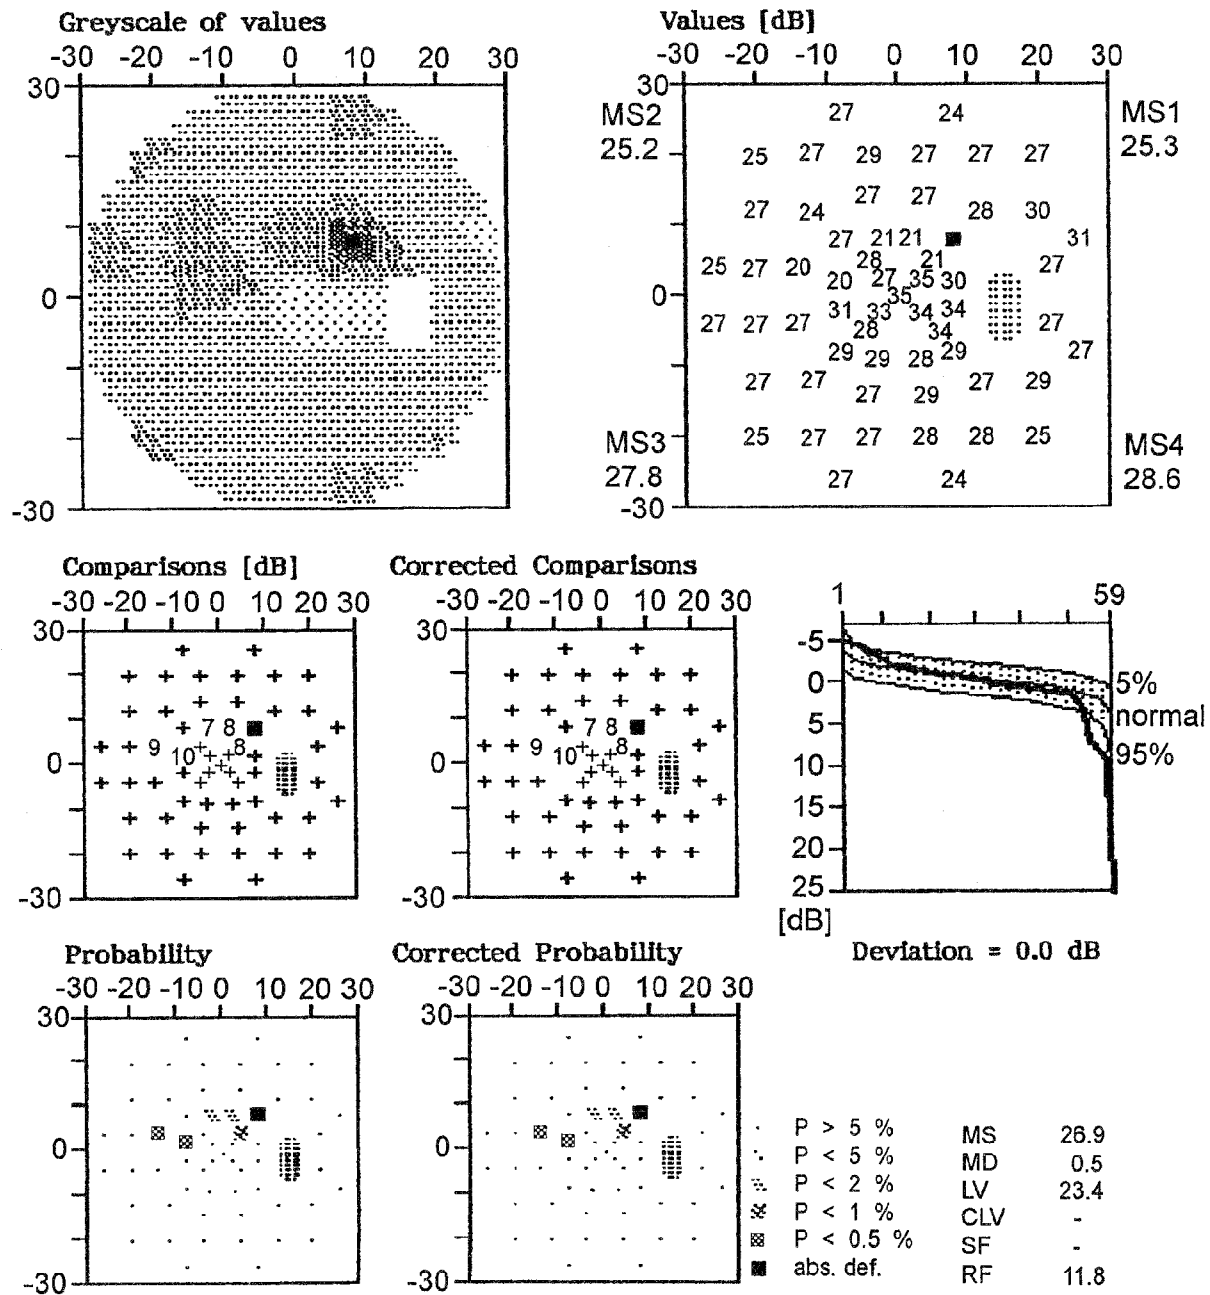 Greyscale of values
Values [dB]
-30 -20 -10 0 10 20 30
-30 -20 -10 0 10 20 30
30
0
-30
30
0
-30
MS2
25.2
MS1
25.3
MS3
27.8
MS4
28.6
27 24
25 27 29 27 27 27
27 27
27 24 28 30
27 21 21 31
28 21
25 27 20 27
20 27 35 30
35
31 33 34 34
27 27 27 28 34 27
29 29 28 29 27
27 27 27 29
27 29
25 27 27 28 28 25
27 24
Comparisons [dB]
Corrected Comparisons
-30 -20 -10 0 10 20 30
-30 -20 -10 0 10 20 30
30
0
-30
30
0
-30
7 8
9 10 8
7 8
9 10 8
1 59
-5
0
5
10
15
20
25
[dB]
5%
normal
95%
Deviation = 0.0 dB
Probability
Corrected Probability
-30 -20 -10 0 10 20 30
-30 -20 -10 0 10 20 30
30
0
-30
30
0
-30
P > 5 %
P < 5 %
P < 2 %
P < 1 %
P < 0.5 %
abs. def.
MS 26.9
MD 0.5
LV 23.4
CLV -
SF -
RF 11.8